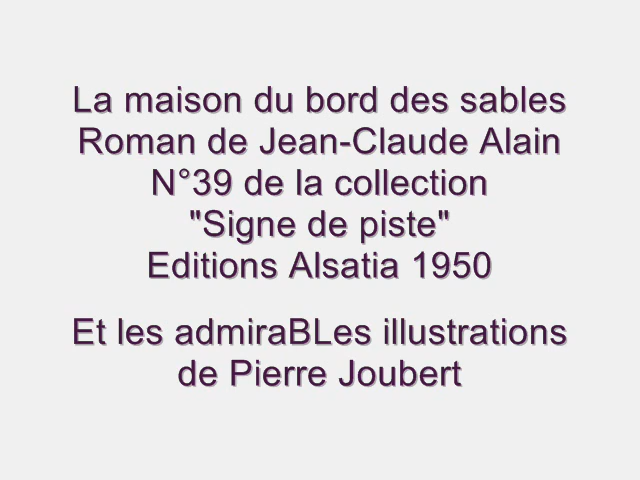 La maison du bord des sables
Roman de Jean-Claude Alain
N°39 de la collection
"Signe de piste"
Editions Alsatia 1950
Et les admiraBLes illustrations
de Pierre Joubert